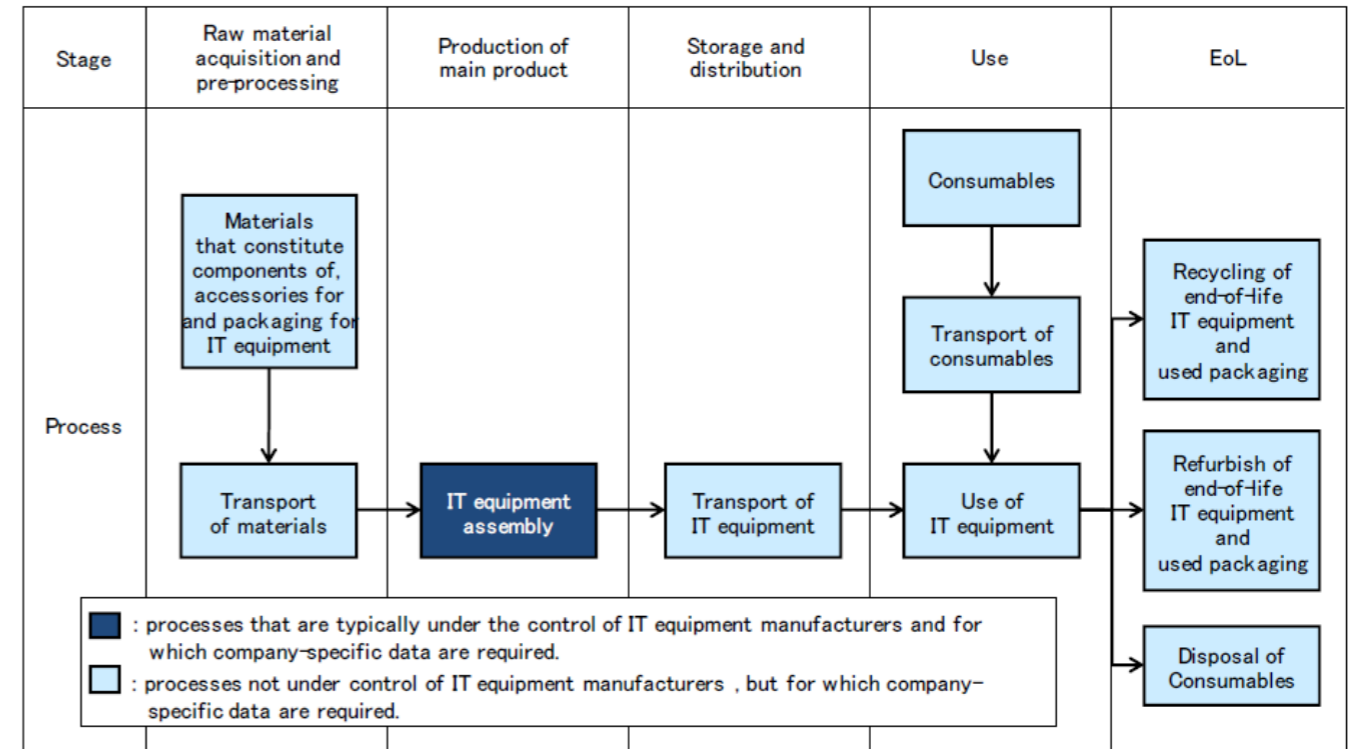 Stage
Raw material
acquisition and
pre-processing
Production of
main product
Storage and
distribution
Use
EoL
Process
Materials
that constitute
components of,
accessories for
and packaging for
IT equipment
Transport
of materials
IT equipment
assembly
Transport of
IT equipment
Consumables
Transport of
consumables
Use of
IT equipment
Recycling of
end-of-life
IT equipment
and
used packaging
Refurbish of
end-of-life
IT equipment
and
used packaging
Disposal of
Consumables
: processes that are typically under the control of IT equipment manufacturers and for
which company-specific data are required.
: processes not under control of IT equipment manufacturers , but for which company-
specific data are required.